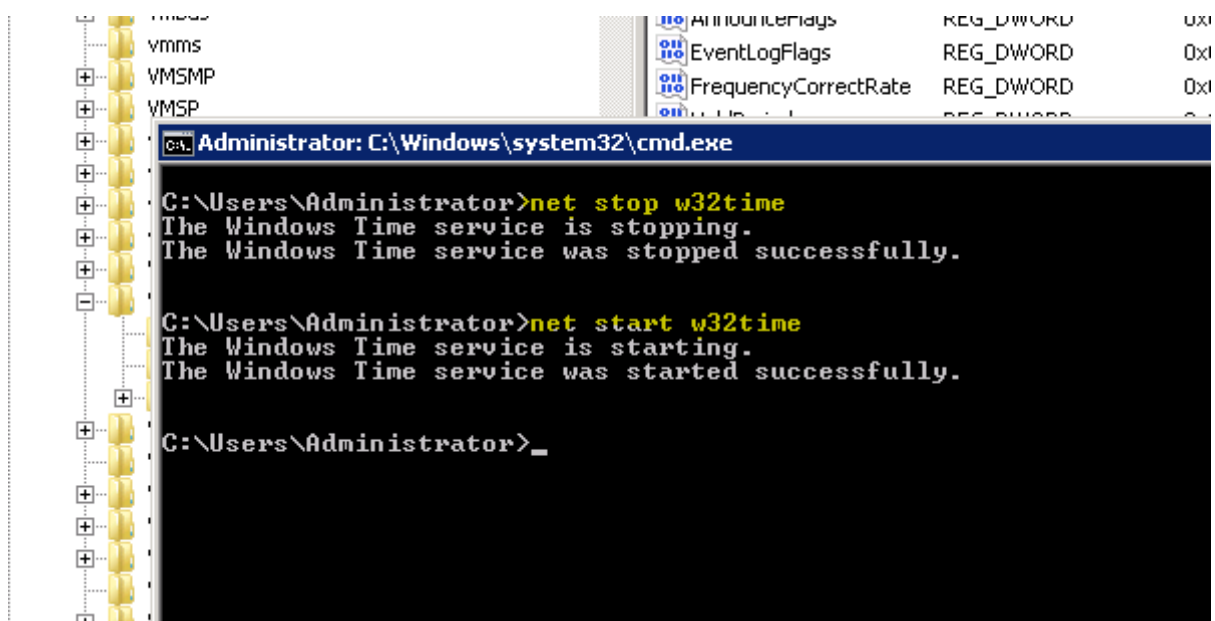 vmms
VMSMP
VMSP
AnnounceFlags REG_DWORD
EventLogFlags REG_DWORD
FrequencyCorrectRate REG_DWORD
Administrator: C:\Windows\system32\cmd.exe
C:\Users\Administrator>net stop w32time
The Windows Time service is stopping.
The Windows Time service was stopped successfully.
C:\Users\Administrator>net start w32time
The Windows Time service is starting.
The Windows Time service was started successfully.
C:\Users\Administrator>_